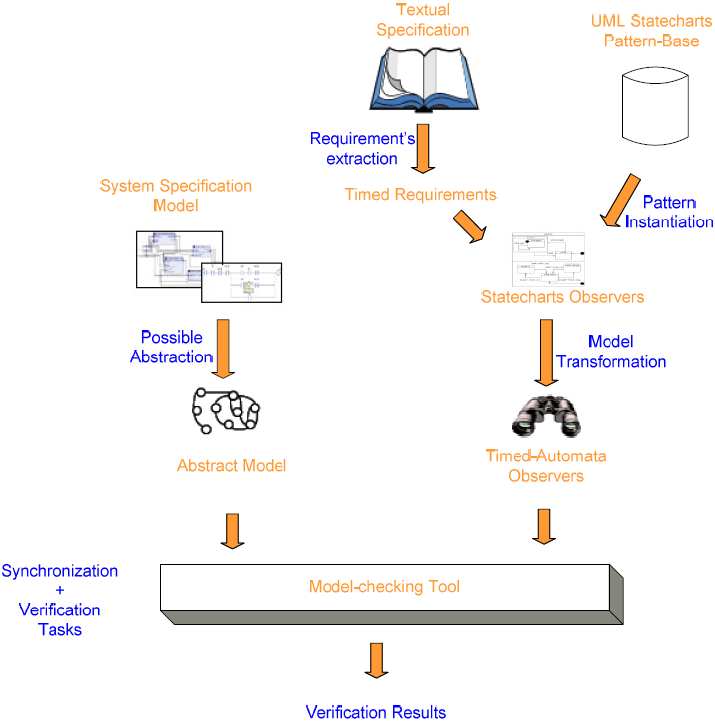 Textual
Specification
UML Statecharts
Pattern-Base
Requirement's
extraction
System Specification
Model
Timed Requirements
Pattern
Instantiation
Statecharts Observers
Possible
Abstraction
Model
Transformation
Abstract Model
Timed-Automata
Observers
Synchronization
+
Verification
Tasks
Model-checking Tool
Verification Results